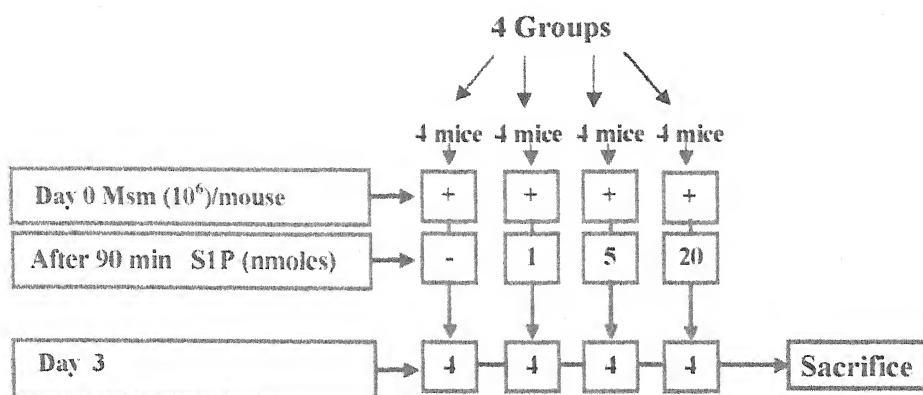 4 Groups
4 mice 4 mice 4 mice 4 mice
Day 0 Msm (10⁶)/mouse + + + +
After 90 min S1P (nmoles) - 1 5 20
Day 3 4 4 4 4 Sacrifice